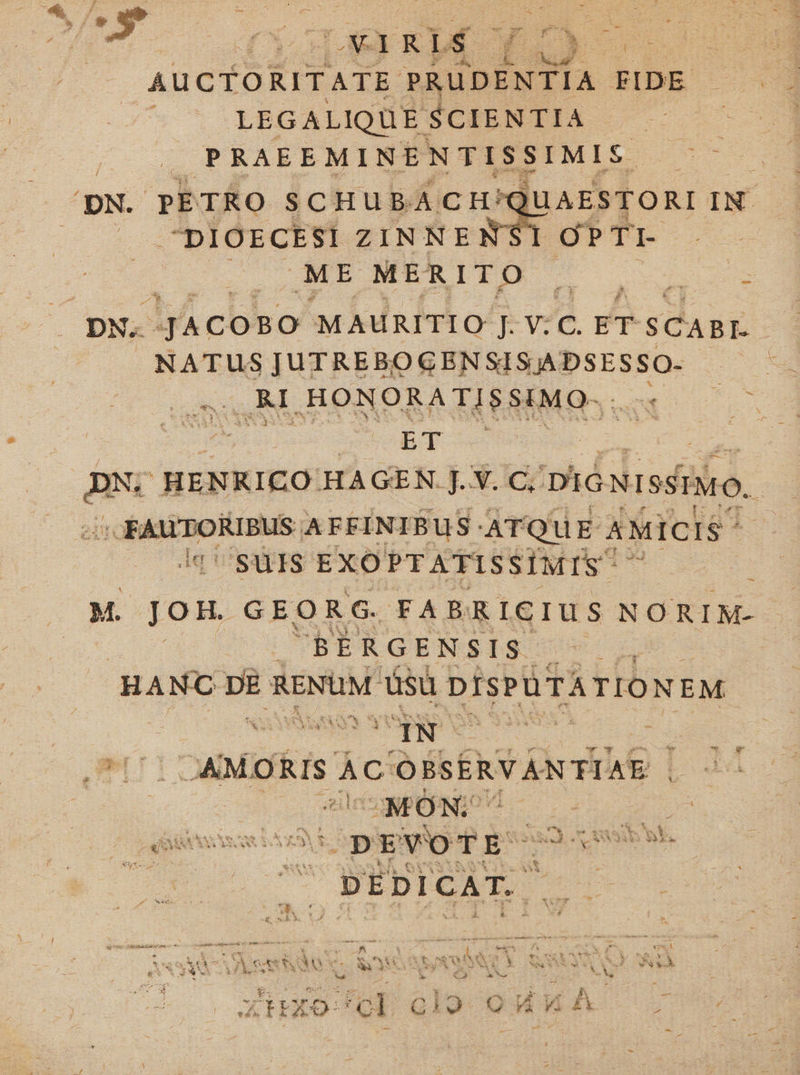 VIRIS
AUCTORITATE PRUDENTIA FIDE
LEGALIQUE SCIENTIA
PRAEEMINENTISSIMIS
DN. PETRO SCHUBACH QUAESTORI IN
DIOECESI ZINNENSI OPTI-
ME MERITO
DN. JACOBO MAURITIO J. V. C. ET SCABI-
NATUS JUTREBOCENSIS ADSESSO-
RI HONORATISSIMO
ET
DN. HENRICO HAGEN J. V. C. DIGNISSIMO.
FAUTORIBUS AFFINIBUS ATQUE AMICIS
SUIS EXOPTATISSIMIS
M. JOH. GEORG. FABRICIUS NORIM-
BERGENSIS
HANC DE RENUM USU DISPUTATIONEM
IN
AMORIS AC OBSERVANTIAE
MON.
DEVOTE
DEDICAT.